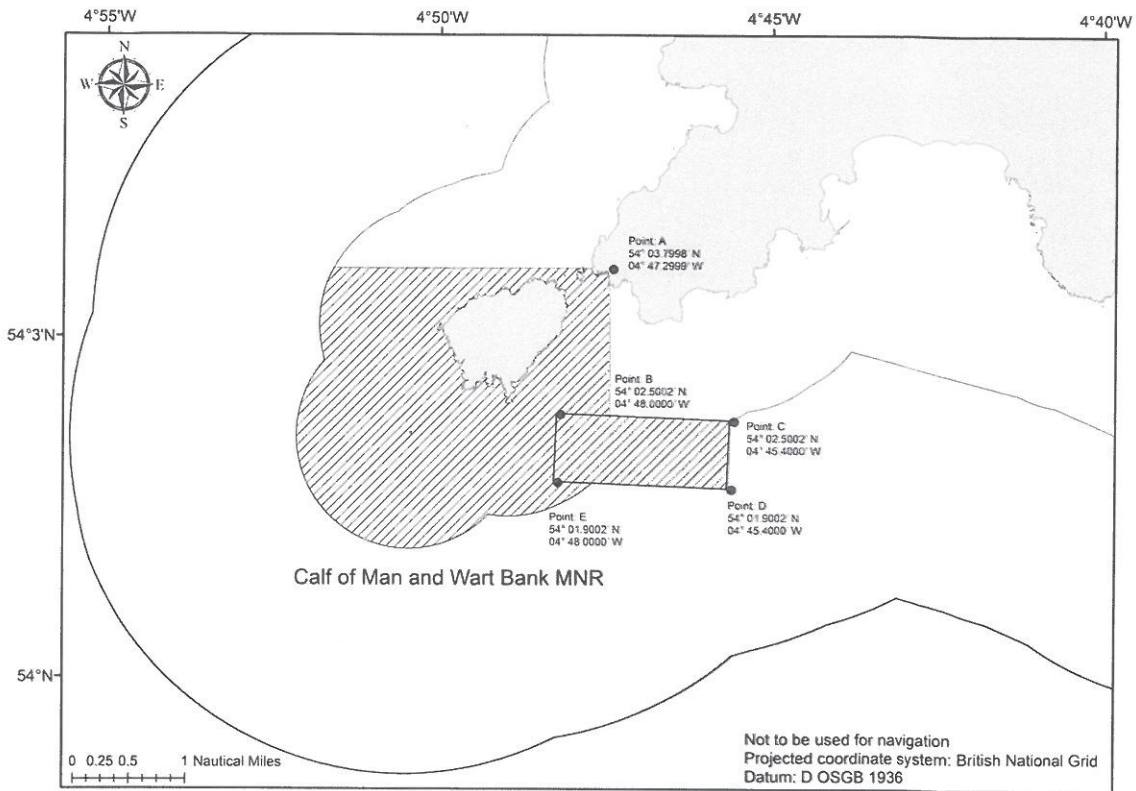 4°55'W
4°50'W
4°45'W
4°40'W
N
W E
S
Point: A
54° 03.7998' N
04° 47.2999' W
54°3'N
Point: B
54° 02.5002' N
04° 48.0000' W
Point: C
54° 02.5002' N
04° 45.4000' W
Point: E
54° 01.9002' N
04° 48.0000' W
Point: D
54° 01.9002' N
04° 45.4000' W
Calf of Man and Wart Bank MNR
54°N
0 0.25 0.5 1 Nautical Miles
Not to be used for navigation
Projected coordinate system: British National Grid
Datum: D OSGB 1936